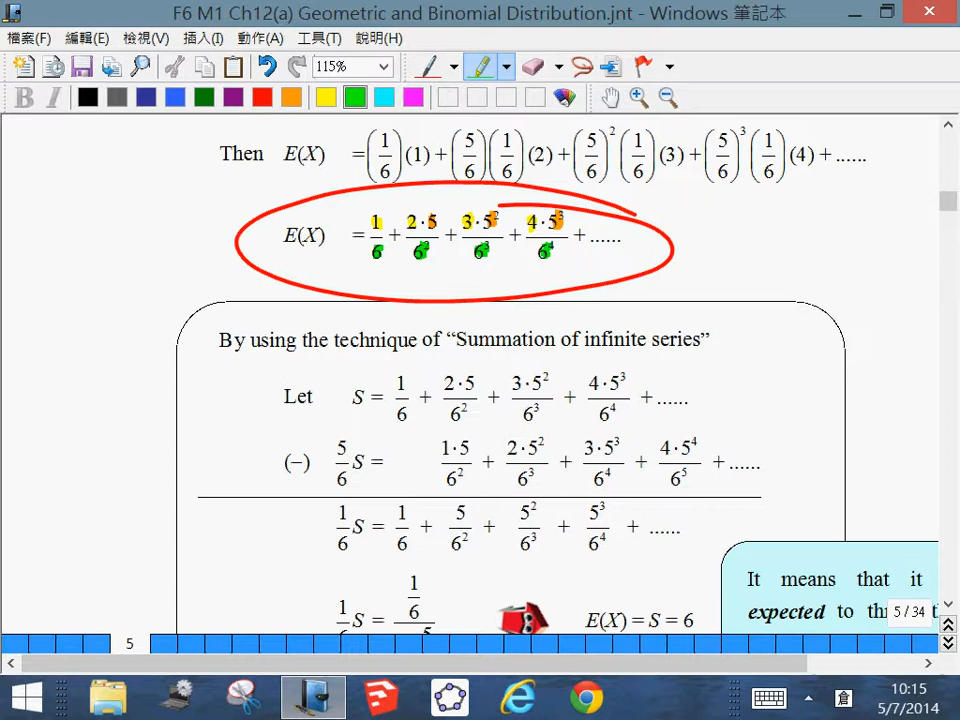 F6 M1 Ch12(a) Geometric and Binomial Distribution.jnt - Windows 筆記本
檔案(F) 編輯(E) 檢視(V) 插入(I) 動作(A) 工具(T) 說明(H)
115%
B I
Then E(X) = (1/6)(1) + (5/6)(1/6)(2) + (5/6)^2(1/6)(3) + (5/6)^3(1/6)(4) + ......
E(X) = 1/6 + 2·5/6^2 + 3·5^2/6^3 + 4·5^3/6^4 + ......
By using the technique of “Summation of infinite series”
Let S = 1/6 + 2·5/6^2 + 3·5^2/6^3 + 4·5^3/6^4 + ......
(−) 5/6 S = 1·5/6^2 + 2·5^2/6^3 + 3·5^3/6^4 + 4·5^4/6^5 + ......
1/6 S = 1/6 + 5/6^2 + 5^2/6^3 + 5^3/6^4 + ......
It means that it
expected to
5 / 34
1/6 S = 1/6
E(X) = S = 6
5
倉
10:15
5/7/2014